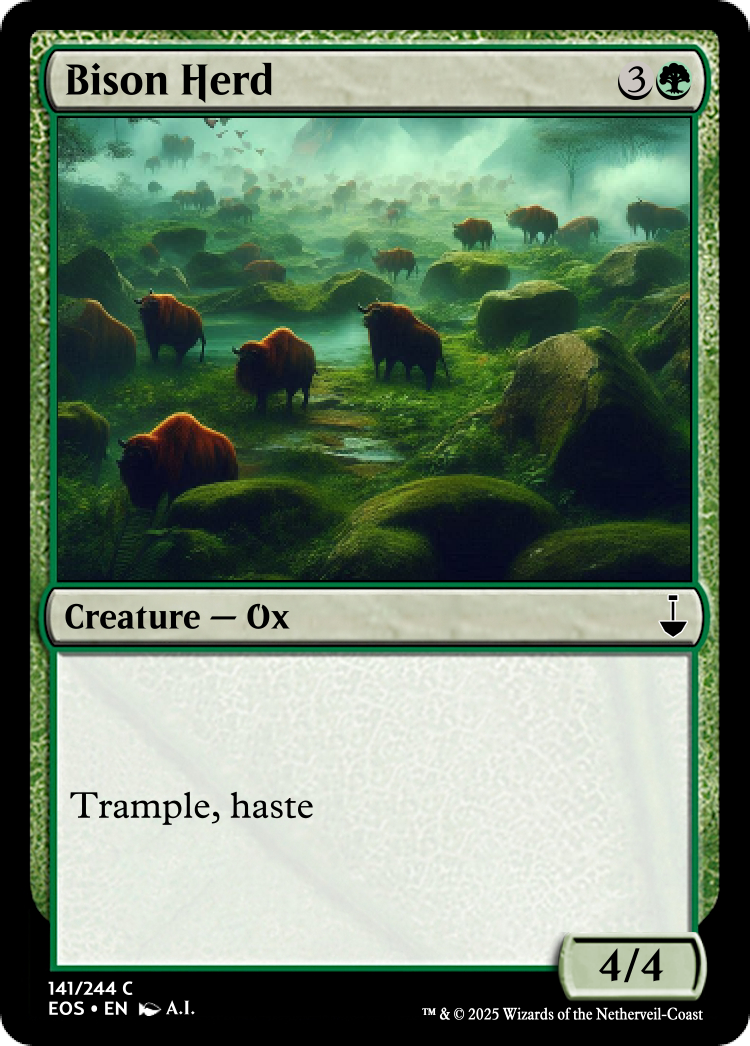 Bison Herd 3
Creature — Ox
Trample, haste
4/4
141/244 C
EOS • EN A.I.
™ & © 2025 Wizards of the Netherveil-Coast